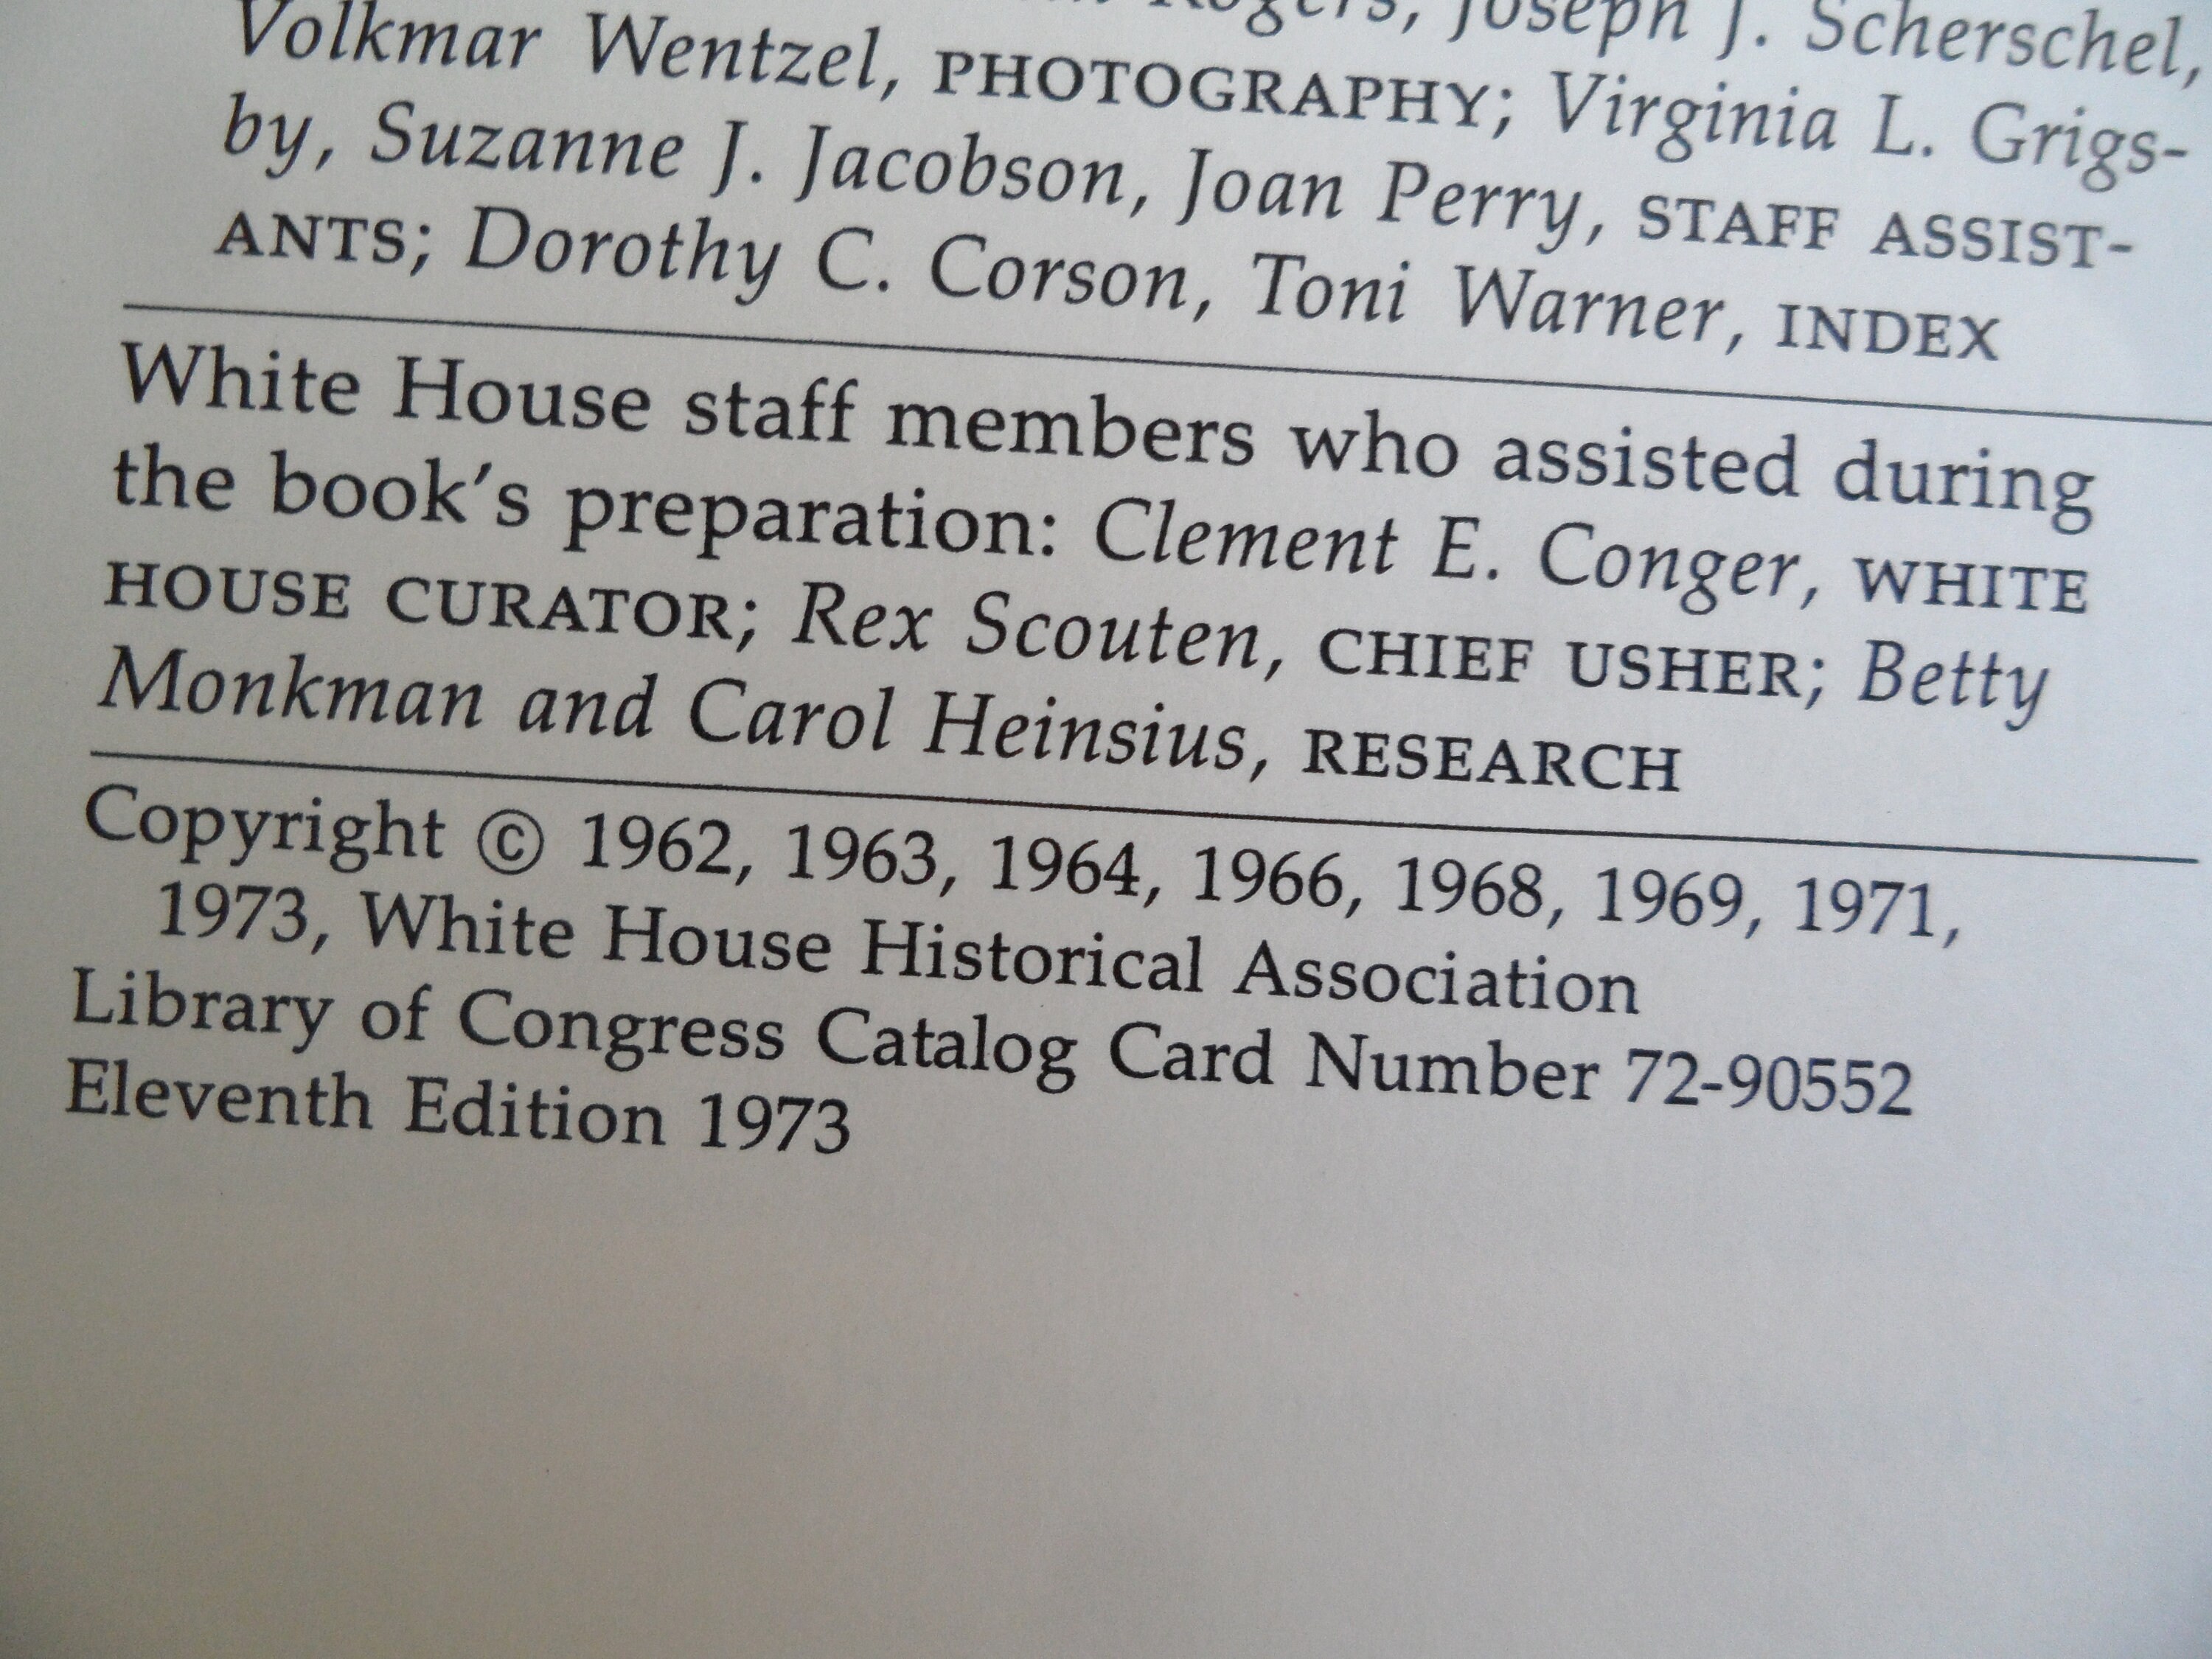 Rogers, Joseph J. Scherschel,
Volkmar Wentzel, PHOTOGRAPHY; Virginia L. Grigs-
by, Suzanne J. Jacobson, Joan Perry, STAFF ASSIST-
ANTS; Dorothy C. Corson, Toni Warner, INDEX
White House staff members who assisted during
the book's preparation: Clement E. Conger, WHITE
HOUSE CURATOR; Rex Scouten, CHIEF USHER; Betty
Monkman and Carol Heinsius, RESEARCH
Copyright © 1962, 1963, 1964, 1966, 1968, 1969, 1971,
1973, White House Historical Association
Library of Congress Catalog Card Number 72-90552
Eleventh Edition 1973